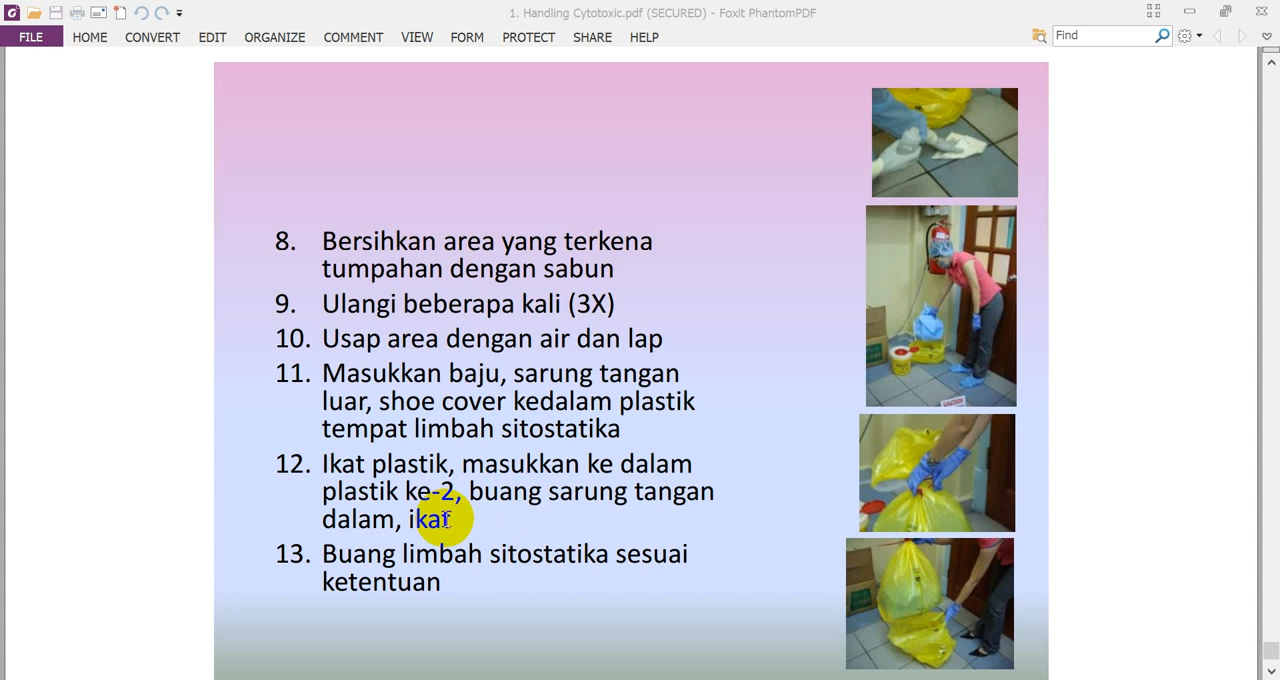 1. Handling Cytotoxic.pdf (SECURED) - Foxit PhantomPDF
FILE HOME CONVERT EDIT ORGANIZE COMMENT VIEW FORM PROTECT SHARE HELP Find
8. Bersihkan area yang terkena
tumpahan dengan sabun
9. Ulangi beberapa kali (3X)
10. Usap area dengan air dan lap
11. Masukkan baju, sarung tangan
luar, shoe cover kedalam plastik
tempat limbah sitostatika
12. Ikat plastik, masukkan ke dalam
plastik ke-2, buang sarung tangan
dalam, ikat
13. Buang limbah sitostatika sesuai
ketentuan